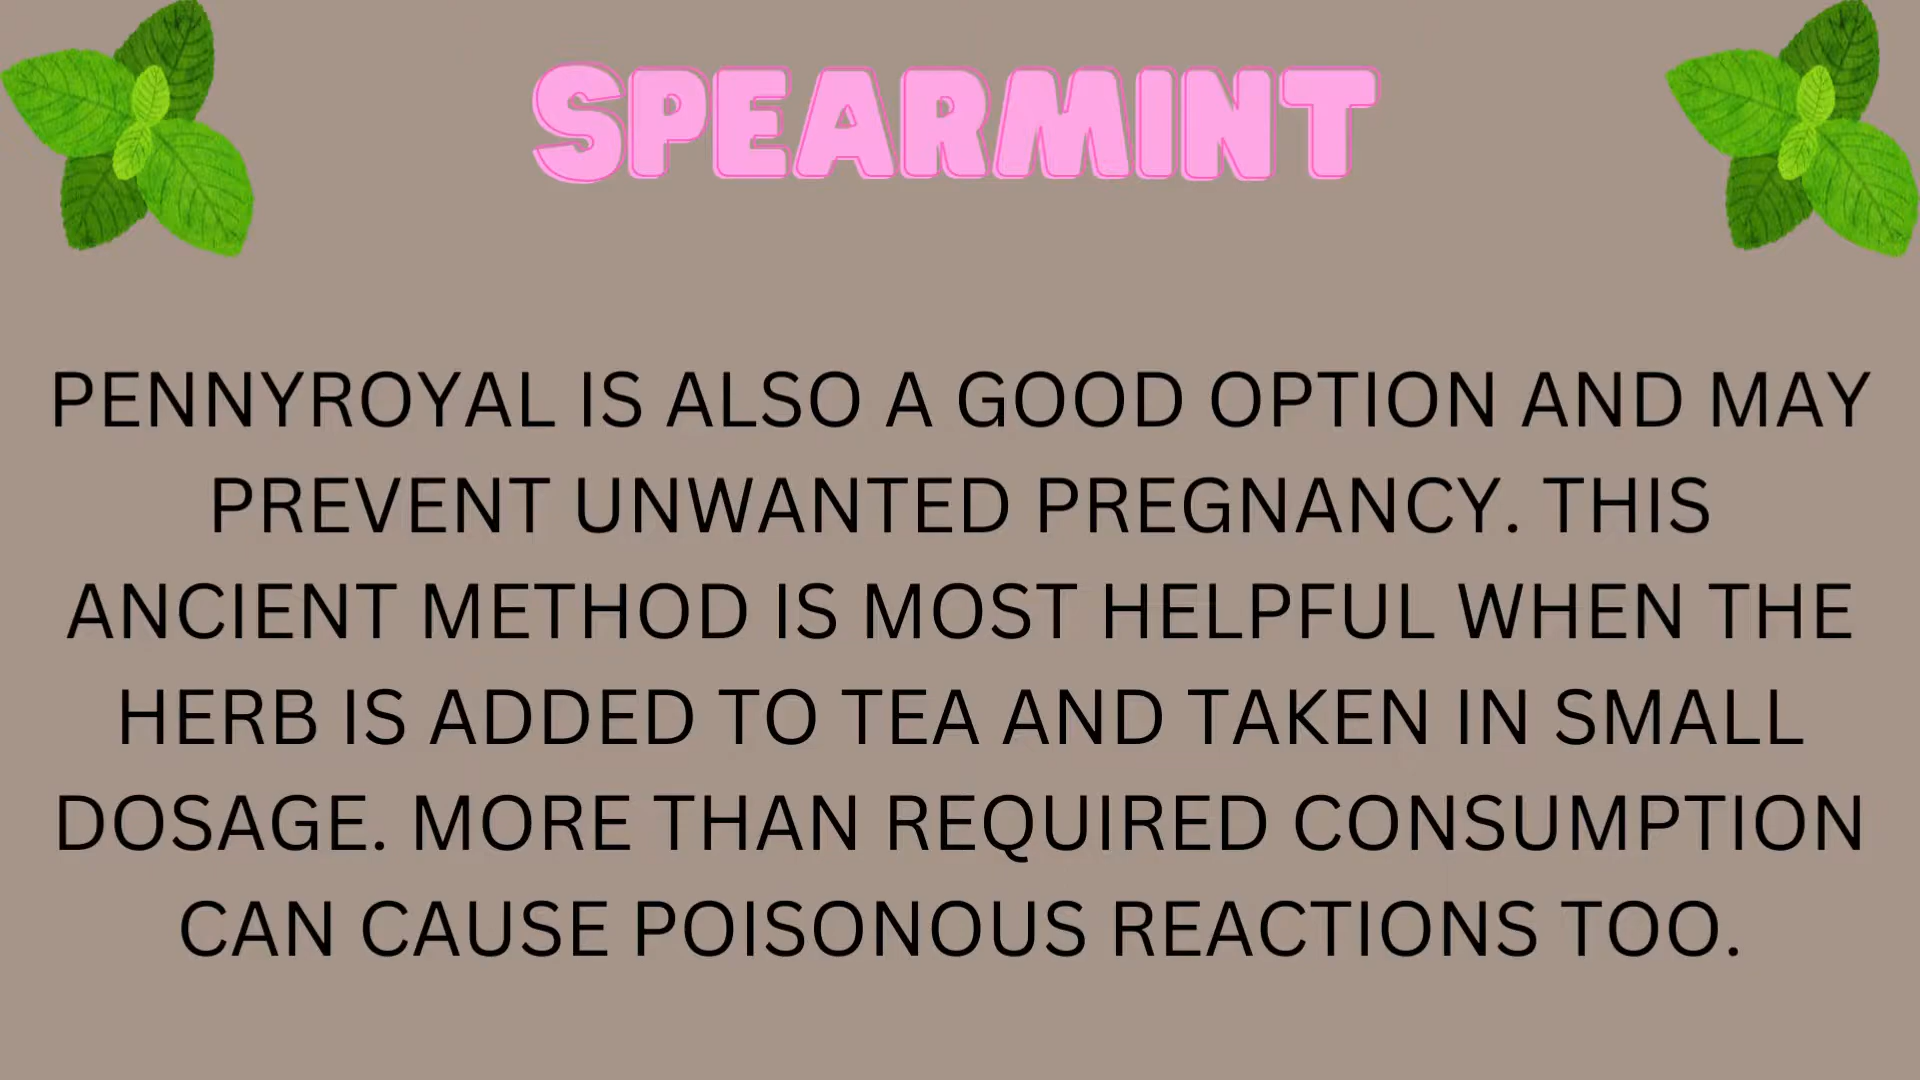 SPEARMINT
PENNYROYAL IS ALSO A GOOD OPTION AND MAY
PREVENT UNWANTED PREGNANCY. THIS
ANCIENT METHOD IS MOST HELPFUL WHEN THE
HERB IS ADDED TO TEA AND TAKEN IN SMALL
DOSAGE. MORE THAN REQUIRED CONSUMPTION
CAN CAUSE POISONOUS REACTIONS TOO.